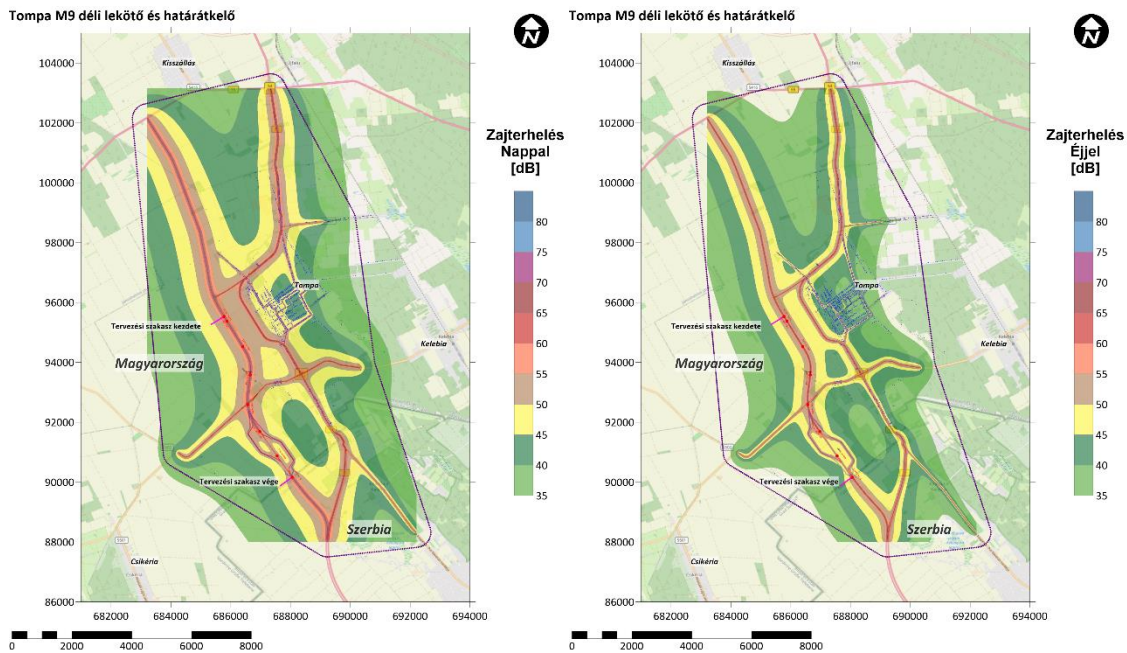 Tompa M9 déli lekötő és határátkelő
104000
102000
100000
98000
96000
94000
92000
90000
88000
86000
682000 684000 686000 688000 690000 692000 694000
0 2000 4000 6000 8000
Kisszállás
Tompa
Tervezési szakasz kezdete
Magyarország
Kelebia
Tervezési szakasz vége
Szerbia
Csikéria
N
Zajterhelés
Nappal
[dB]
80
75
70
65
60
55
50
45
40
35
Tompa M9 déli lekötő és határátkelő
104000
102000
100000
98000
96000
94000
92000
90000
88000
86000
682000 684000 686000 688000 690000 692000 694000
0 2000 4000 6000 8000
Kisszállás
Tompa
Tervezési szakasz kezdete
Magyarország
Kelebia
Tervezési szakasz vége
Szerbia
Csikéria
N
Zajterhelés
Éjjel
[dB]
80
75
70
65
60
55
50
45
40
35